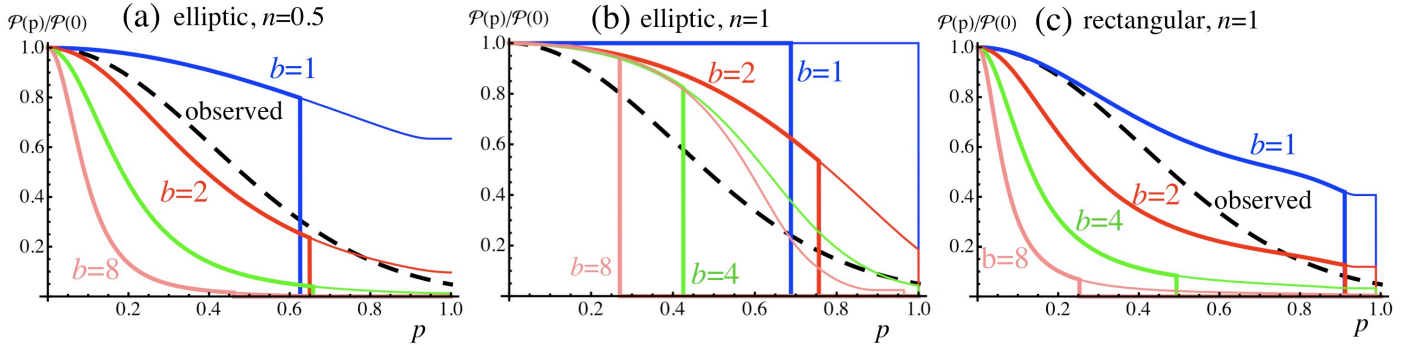 𝒫(p)/𝒫(0)
(a) elliptic, n=0.5
1.0
0.8
0.6
0.4
0.2
0.2
0.4
0.6
0.8
1.0
p
b=1
observed
b=2
b=8
𝒫(p)/𝒫(0)
(b) elliptic, n=1
1.0
0.8
0.6
0.4
0.2
0.2
0.4
0.6
0.8
1.0
p
b=2
b=1
b=8
b=4
𝒫(p)/𝒫(0)
(c) rectangular, n=1
1.0
0.8
0.6
0.4
0.2
0.2
0.4
0.6
0.8
1.0
p
b=1
b=2
observed
b=4
b=8